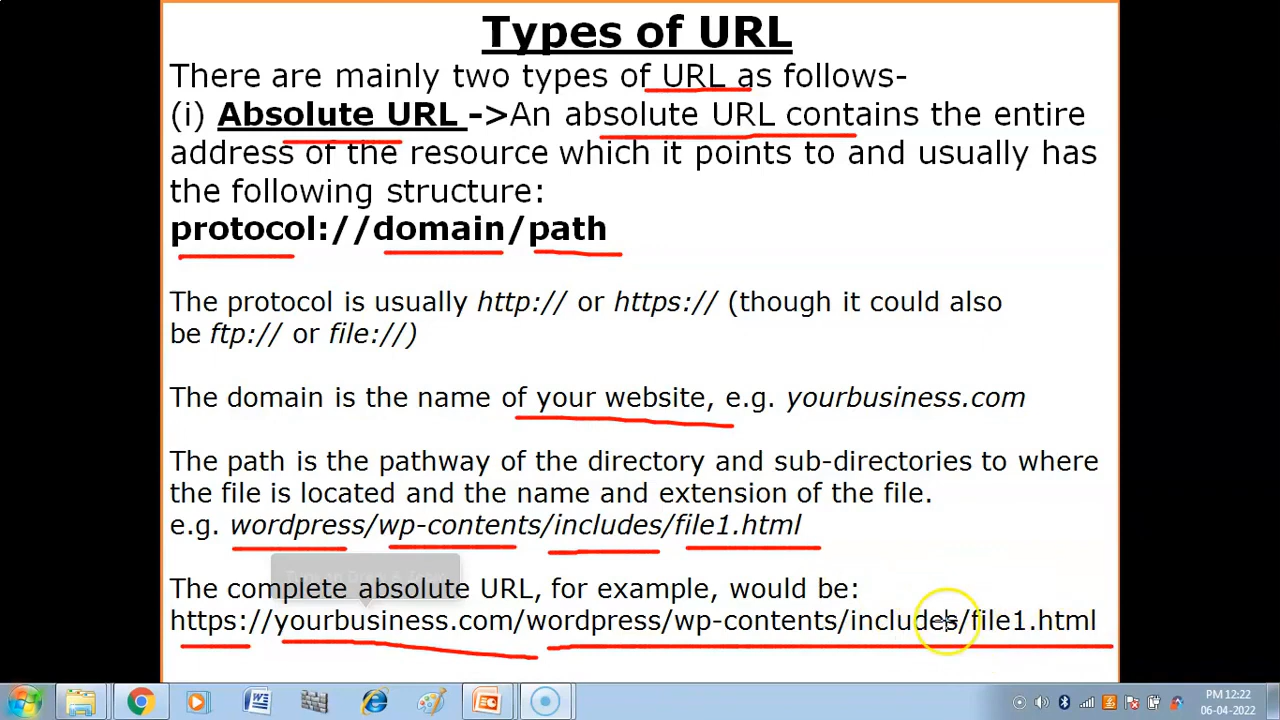 Types of URL
There are mainly two types of URL as follows-
(i) Absolute URL ->An absolute URL contains the entire
address of the resource which it points to and usually has
the following structure:
protocol://domain/path
The protocol is usually http:// or https:// (though it could also
be ftp:// or file://)
The domain is the name of your website, e.g. yourbusiness.com
The path is the pathway of the directory and sub-directories to where
the file is located and the name and extension of the file.
e.g. wordpress/wp-contents/includes/file1.html
The complete absolute URL, for example, would be:
https://yourbusiness.com/wordpress/wp-contents/includes/file1.html
PM 12:22
06-04-2022